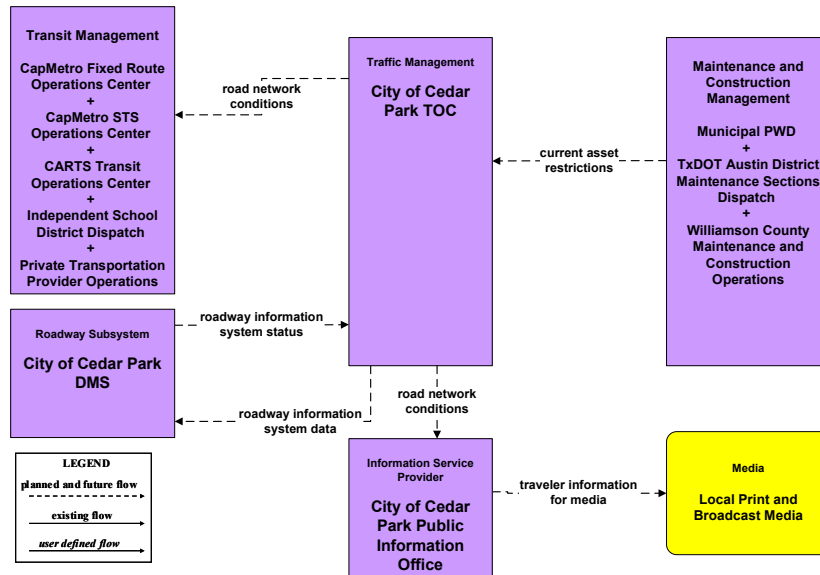 Transit Management
CapMetro Fixed Route
Operations Center
+
CapMetro STS
Operations Center
+
CARTS Transit
Operations Center
+
Independent School
District Dispatch
+
Private Transportation
Provider Operations
road network
conditions
Traffic Management
City of Cedar
Park TOC
current asset
restrictions
Maintenance and
Construction
Management
Municipal PWD
+
TxDOT Austin District
Maintenance Sections
Dispatch
+
Williamson County
Maintenance and
Construction
Operations
Roadway Subsystem
City of Cedar Park
DMS
roadway information
system status
roadway information
system data
road network
conditions
LEGEND
planned and future flow
existing flow
user defined flow
Information Service
Provider
City of Cedar
Park Public
Information
Office
traveler information
for media
Media
Local Print and
Broadcast Media